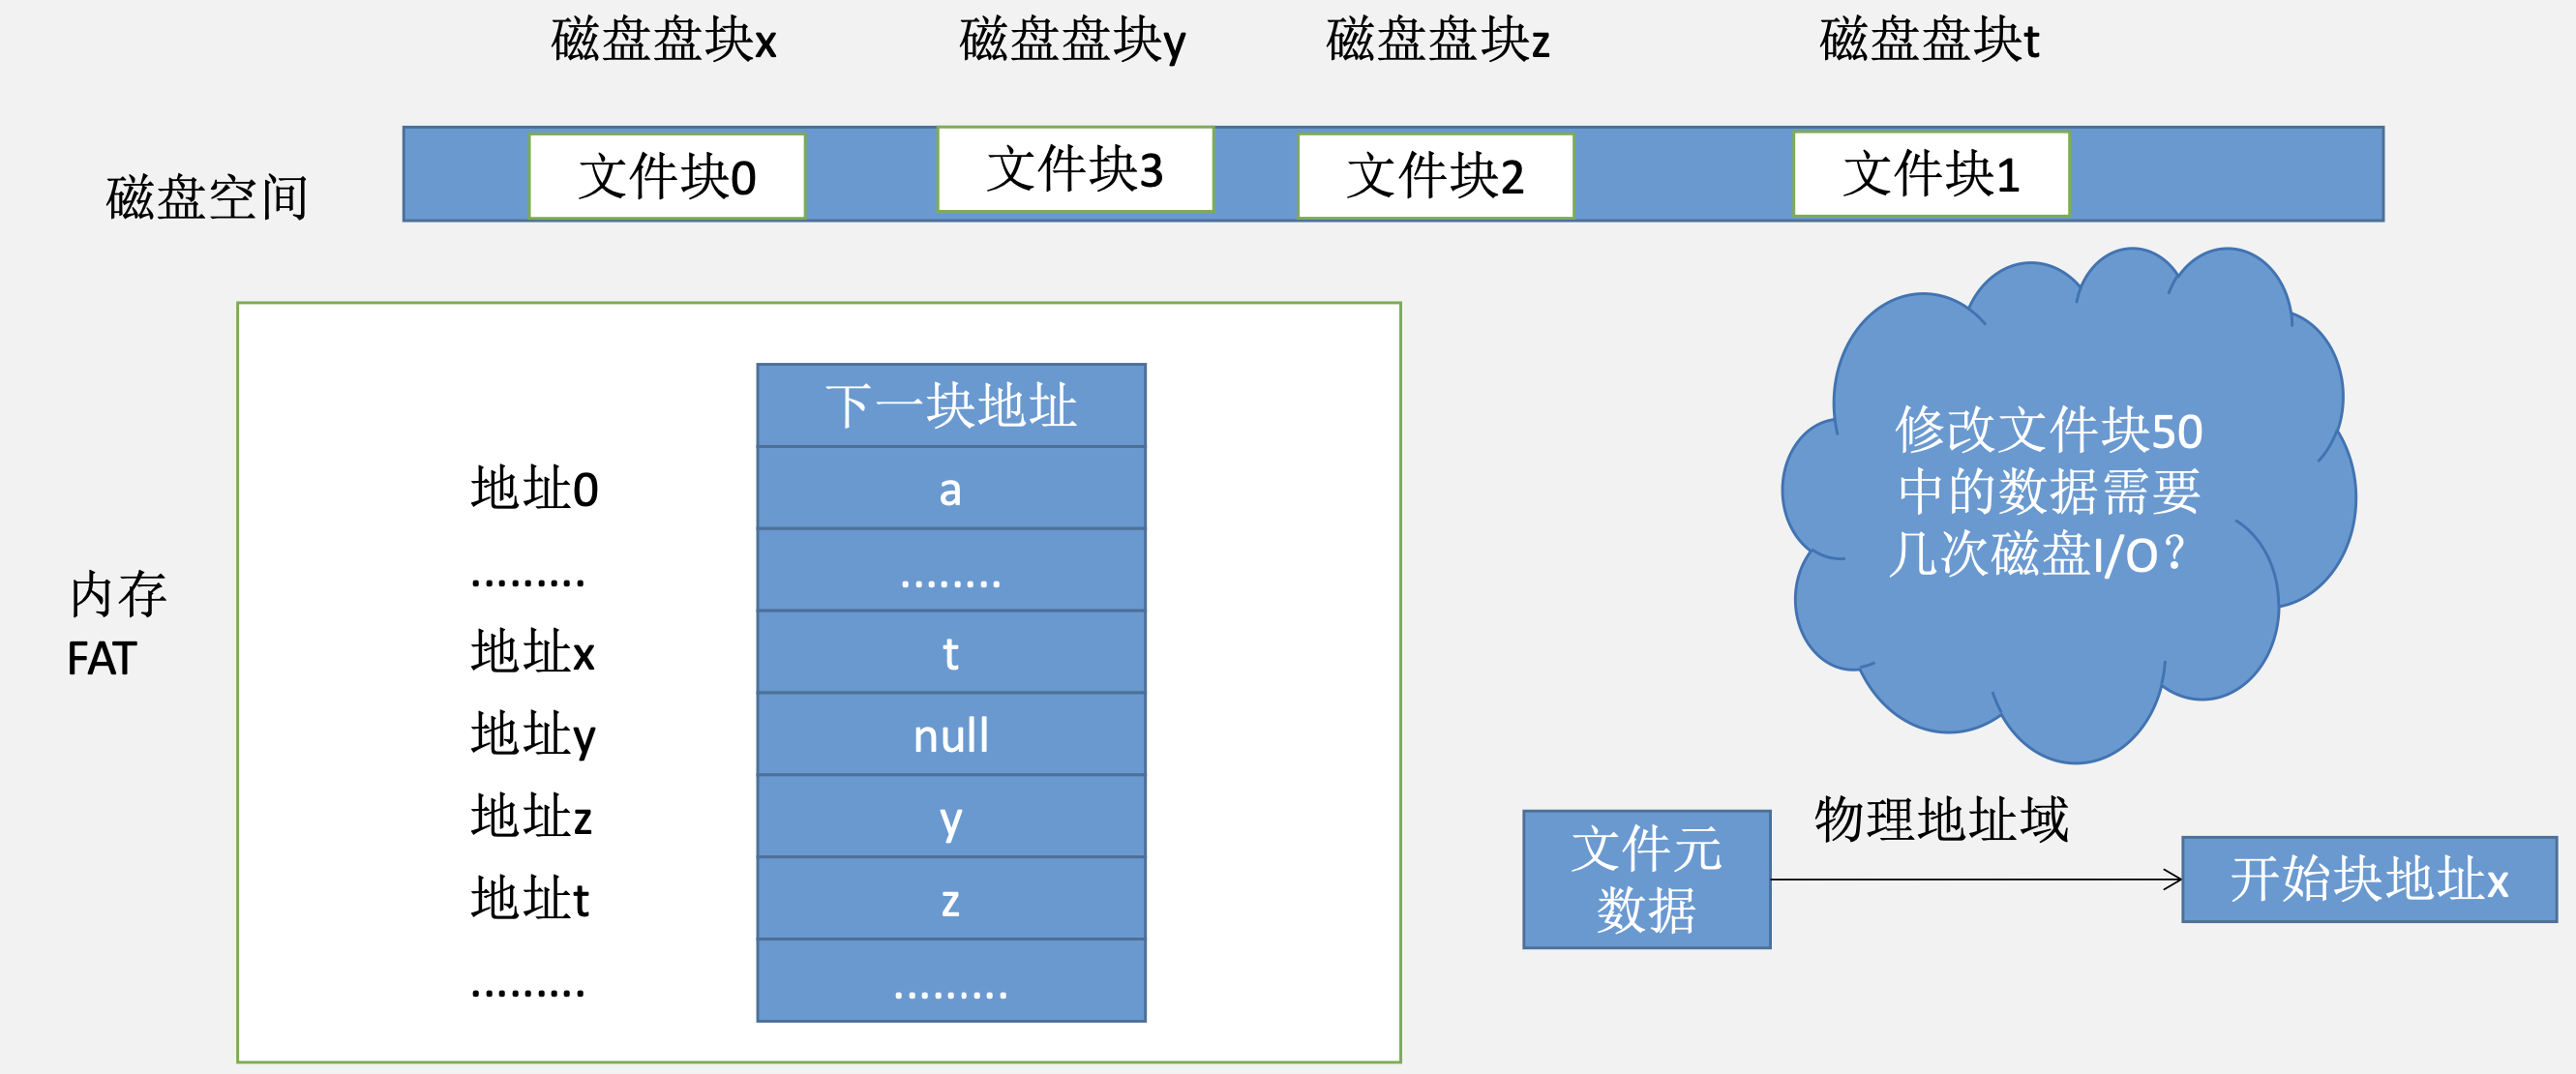 磁盘盘块x
磁盘盘块y
磁盘盘块z
磁盘盘块t
磁盘空间
文件块0
文件块3
文件块2
文件块1
内存
FAT
下一块地址
地址0
a
.........
........
地址x
t
地址y
null
地址z
y
地址t
z
.........
.........
修改文件块50
中的数据需要
几次磁盘I/O？
文件元
数据
物理地址域
开始块地址x